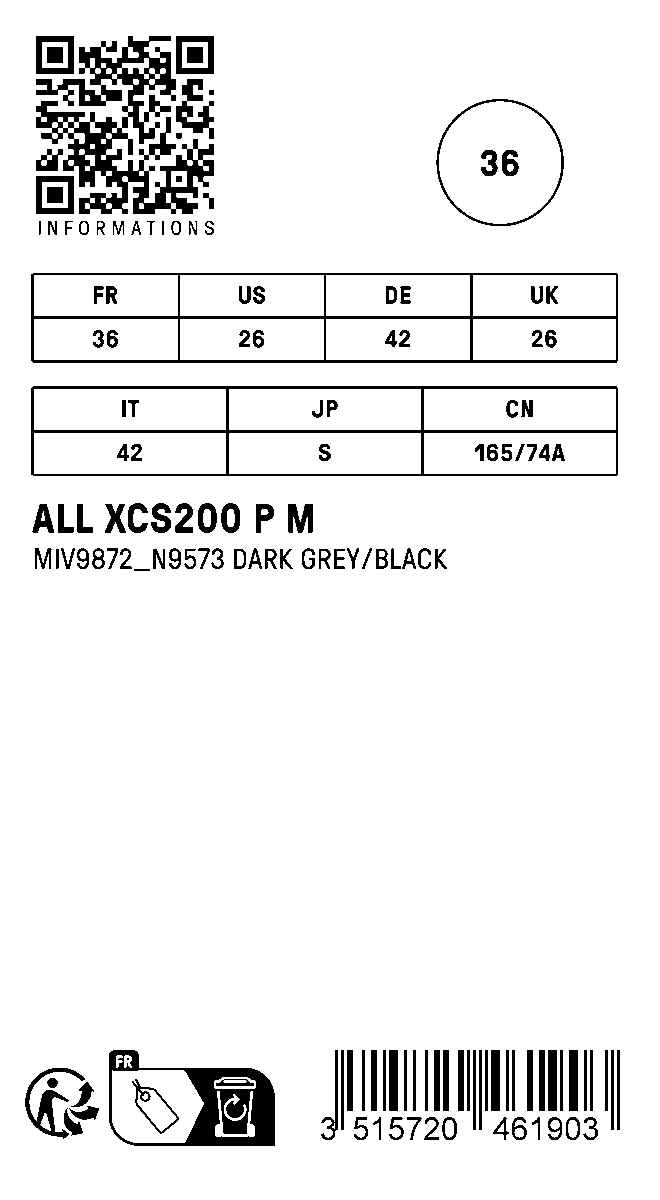 INFORMATIONS
36
FR US DE UK
36 26 42 26
IT JP CN
42 S 165/74A
ALL XCS200 P M
MIV9872_N9573 DARK GREY/BLACK
FR
3 515720 461903